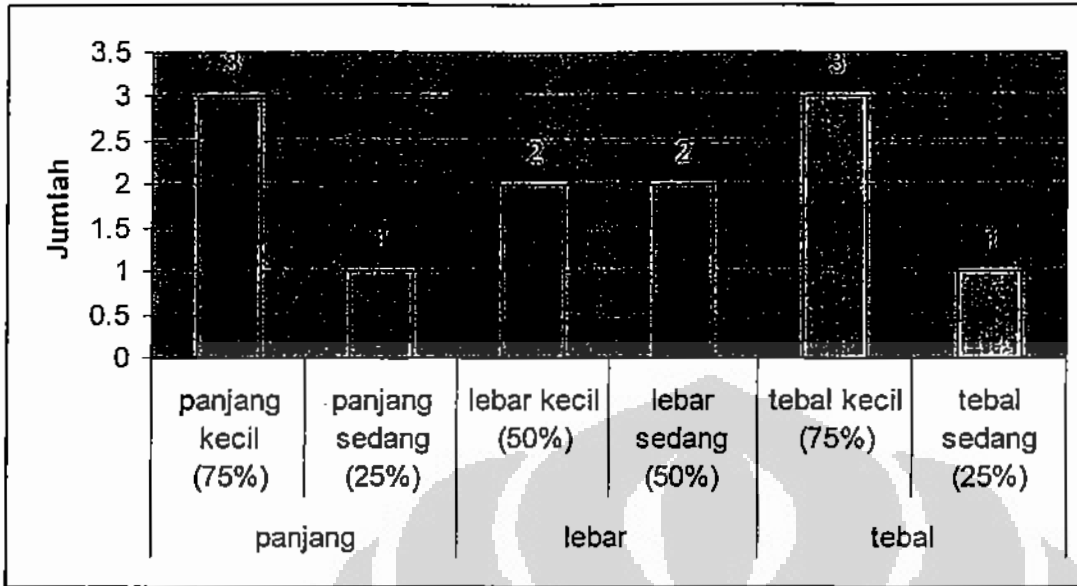 Jumlah
3.5
3
2.5
2
1.5
1
0.5
0
3
1
2
2
3
1
panjang kecil (75%)
panjang sedang (25%)
lebar kecil (50%)
lebar sedang (50%)
tebal kecil (75%)
tebal sedang (25%)
panjang
lebar
tebal